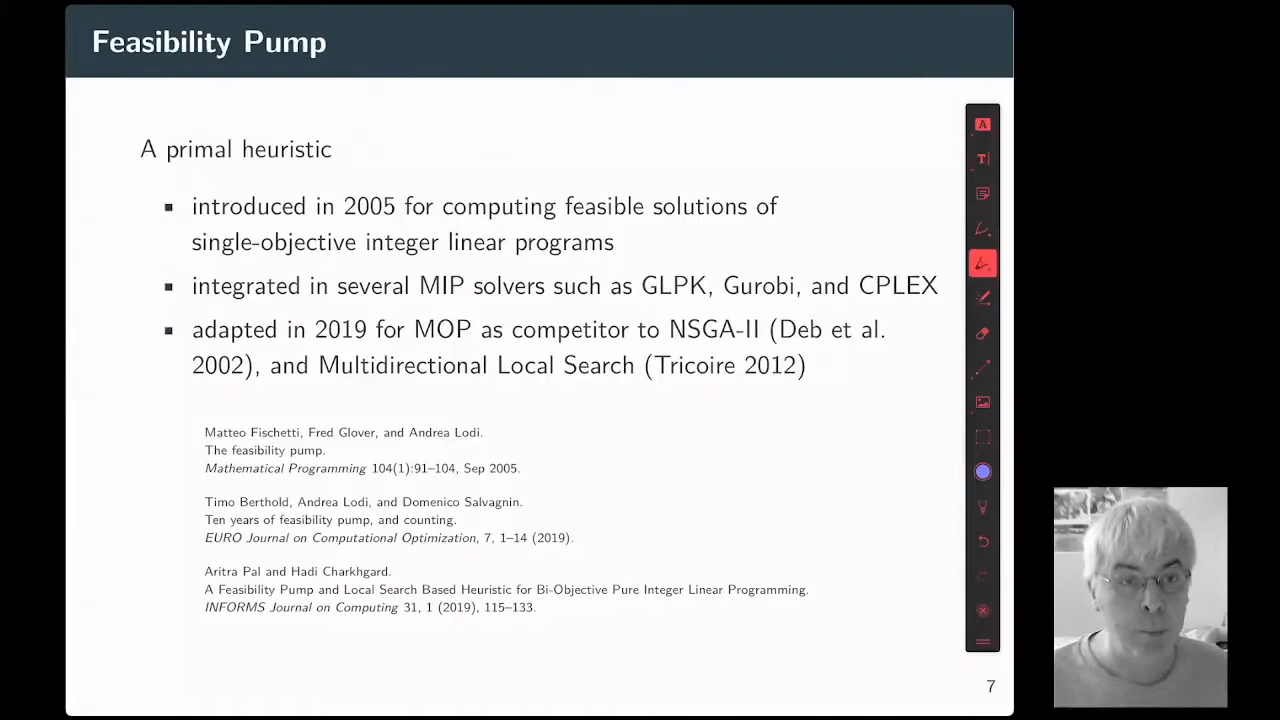 Feasibility Pump
A primal heuristic
▪ introduced in 2005 for computing feasible solutions of
single-objective integer linear programs
▪ integrated in several MIP solvers such as GLPK, Gurobi, and CPLEX
▪ adapted in 2019 for MOP as competitor to NSGA-II (Deb et al.
2002), and Multidirectional Local Search (Tricoire 2012)
Matteo Fischetti, Fred Glover, and Andrea Lodi.
The feasibility pump.
Mathematical Programming 104(1):91–104, Sep 2005.
Timo Berthold, Andrea Lodi, and Domenico Salvagnin.
Ten years of feasibility pump, and counting.
EURO Journal on Computational Optimization, 7, 1–14 (2019).
Aritra Pal and Hadi Charkhgard.
A Feasibility Pump and Local Search Based Heuristic for Bi-Objective Pure Integer Linear Programming.
INFORMS Journal on Computing 31, 1 (2019), 115–133.
7
A
T